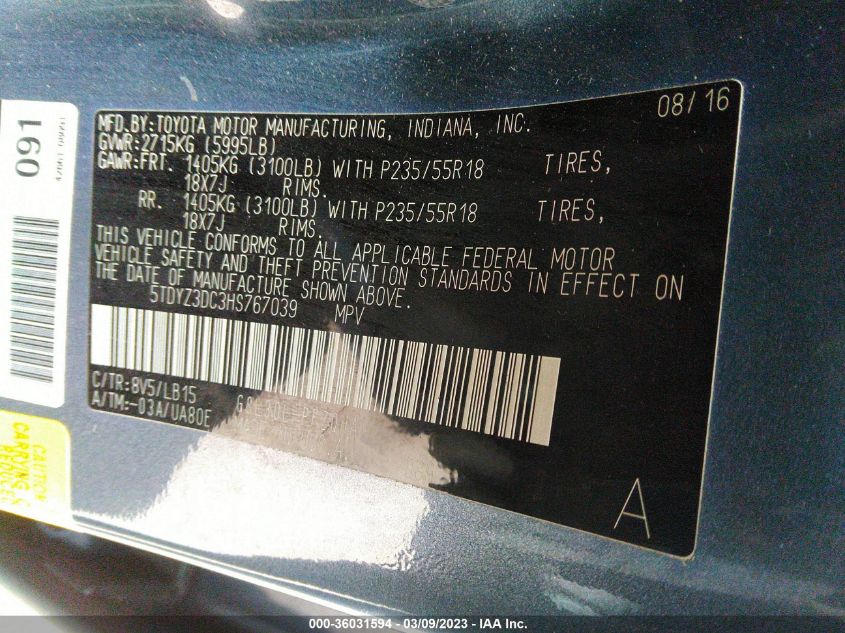 08/16
MFD.BY:TOYOTA MOTOR MANUFACTURING, INDIANA, INC.
GVWR:2715KG (5995LB)
GAWR:FRT. 1405KG (3100LB) WITH P235/55R18 TIRES,
18X7J RIMS.
RR. 1405KG (3100LB) WITH P235/55R18 TIRES,
18X7J RIMS.
THIS VEHICLE CONFORMS TO ALL APPLICABLE FEDERAL MOTOR
VEHICLE SAFETY AND THEFT PREVENTION STANDARDS IN EFFECT ON
THE DATE OF MANUFACTURE SHOWN ABOVE.
5TDYZ3DC3HS767039 MPV
C/TR:8V5/LB15
A/TM:-03A/UA80E
A
091
CAUTION
000-36031594 - 03/09/2023 - IAA Inc.